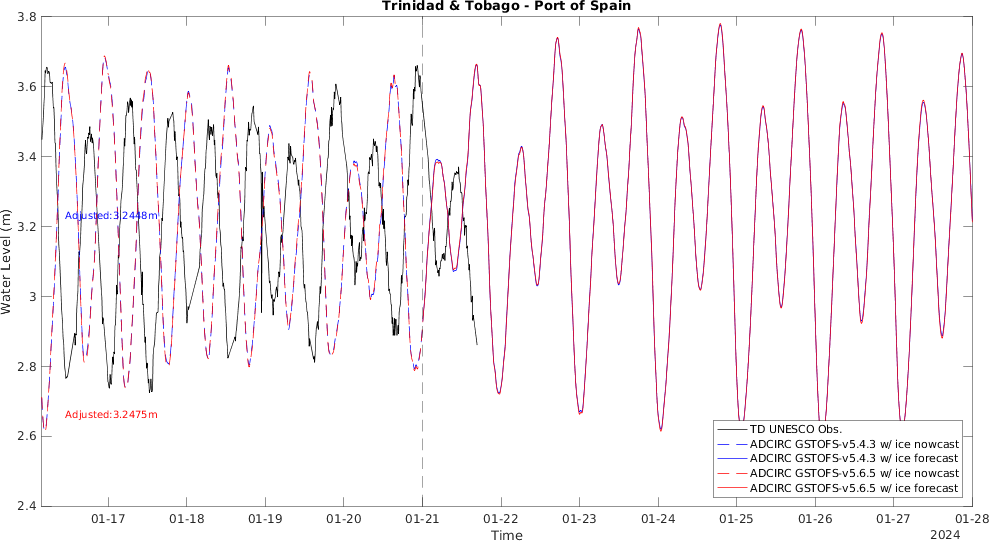 Trinidad & Tobago - Port of Spain
3.8
3.6
3.4
3.2
3
2.8
2.6
2.4
Water Level (m)
Adjusted:3.2448m
Adjusted:3.2475m
TD UNESCO Obs.
ADCIRC GSTOFS-v5.4.3 w/ ice nowcast
ADCIRC GSTOFS-v5.4.3 w/ ice forecast
ADCIRC GSTOFS-v5.6.5 w/ ice nowcast
ADCIRC GSTOFS-v5.6.5 w/ ice forecast
01-17 01-18 01-19 01-20 01-21 01-22 01-23 01-24 01-25 01-26 01-27 01-28
Time
2024